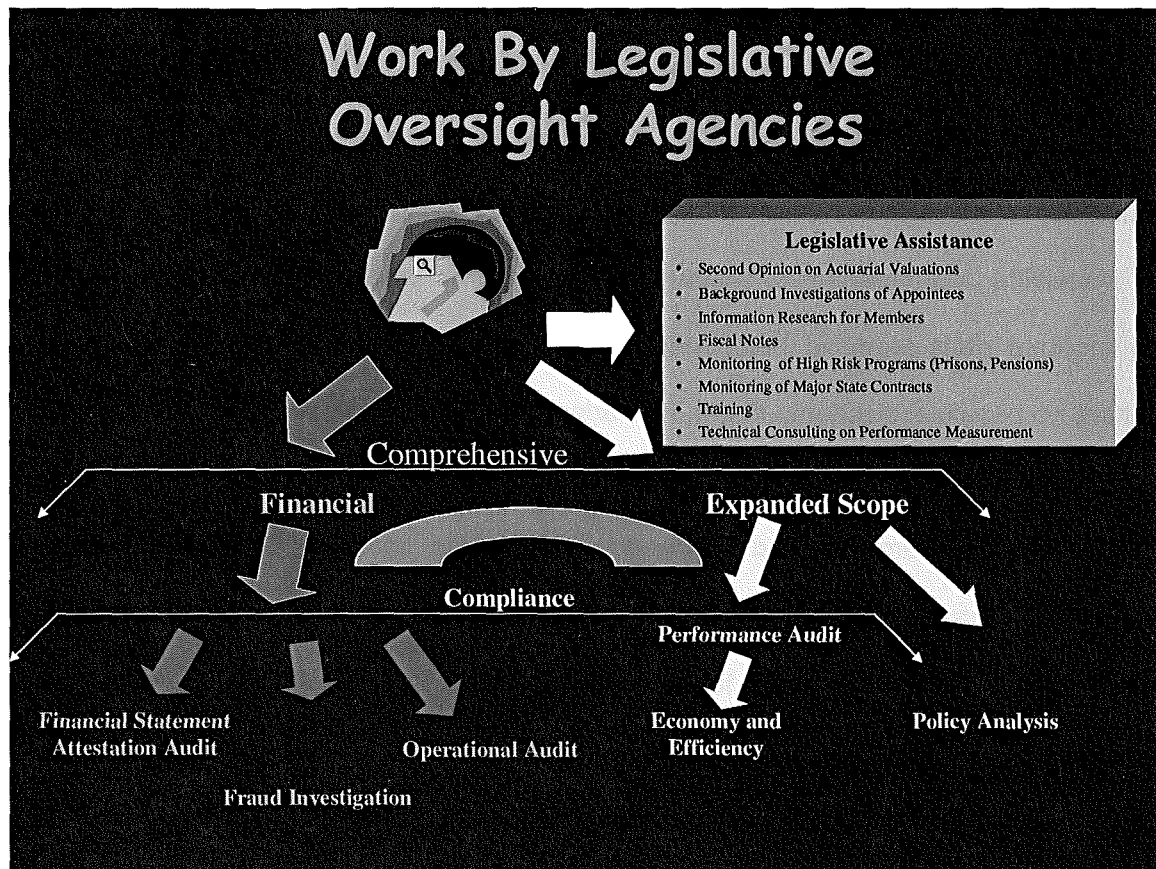 Work By Legislative
Oversight Agencies
Legislative Assistance
• Second Opinion on Actuarial Valuations
• Background Investigations of Appointees
• Information Research for Members
• Fiscal Notes
• Monitoring of High Risk Programs (Prisons, Pensions)
• Monitoring of Major State Contracts
• Training
• Technical Consulting on Performance Measurement
Comprehensive
Financial
Expanded Scope
Compliance
Performance Audit
Financial Statement
Attestation Audit
Fraud Investigation
Operational Audit
Economy and
Efficiency
Policy Analysis